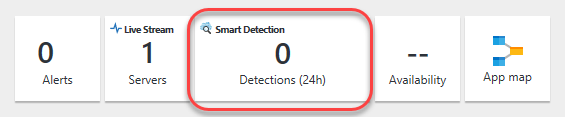 0
Alerts
Live Stream
1
Servers
Smart Detection
0
Detections (24h)
--
Availability
App map